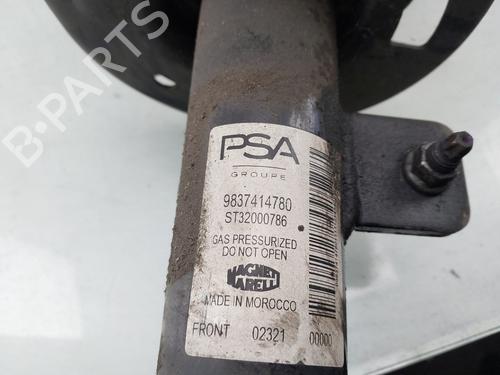 B-PARTS
PSA
GROUPE
9837414780
ST32000786
GAS PRESSURIZED
DO NOT OPEN
MAGNETI
MARELLI
MADE IN MOROCCO
FRONT 02321 00000